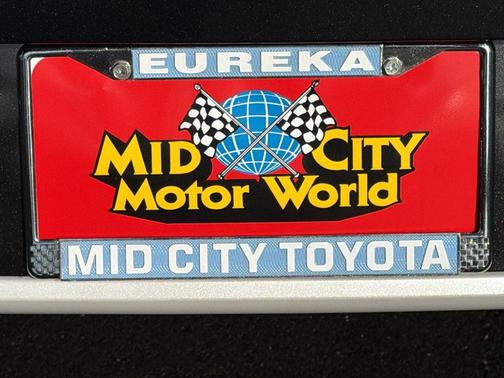 EUREKA
MID CITY
Motor World
MID CITY TOYOTA